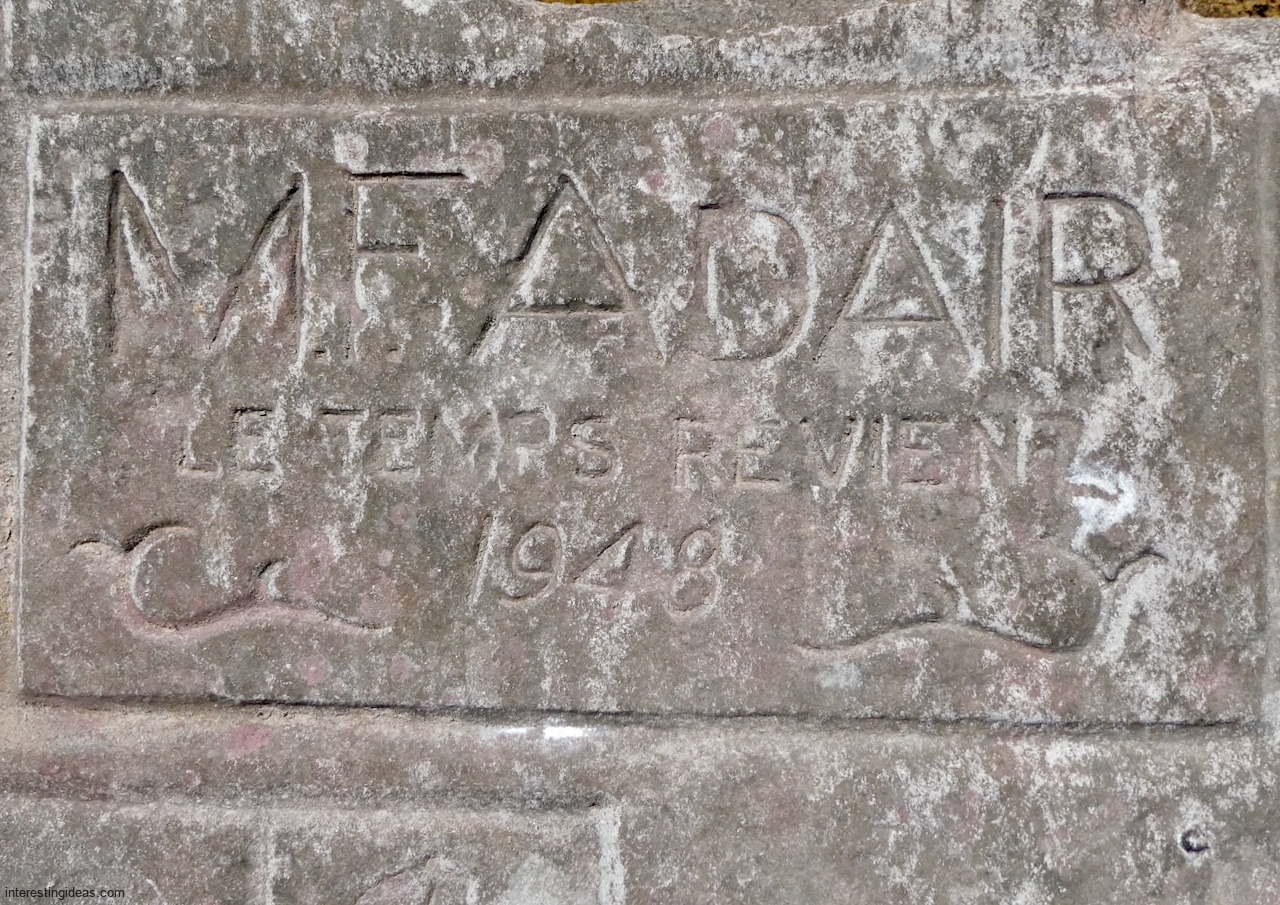 M.F. ADAIR
LE TEMPS REVIENT
1948
interestingideas.com